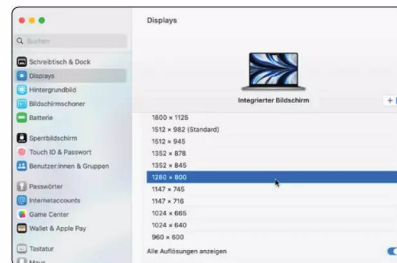 Displays
Suchen
Schreibtisch & Dock
Displays
Hintergrundbild
Bildschirmschoner
Batterie
Sperrbildschirm
Touch ID & Passwort
Benutzer:innen & Gruppen
Passwörter
Internetaccounts
Game Center
Wallet & Apple Pay
Tastatur
Maus
Integrierter Bildschirm
+
1800 × 1125
1512 × 982 (Standard)
1512 × 945
1352 × 878
1352 × 845
1280 × 800
1147 × 745
1147 × 716
1024 × 665
1024 × 640
960 × 600
Alle Auflösungen anzeigen